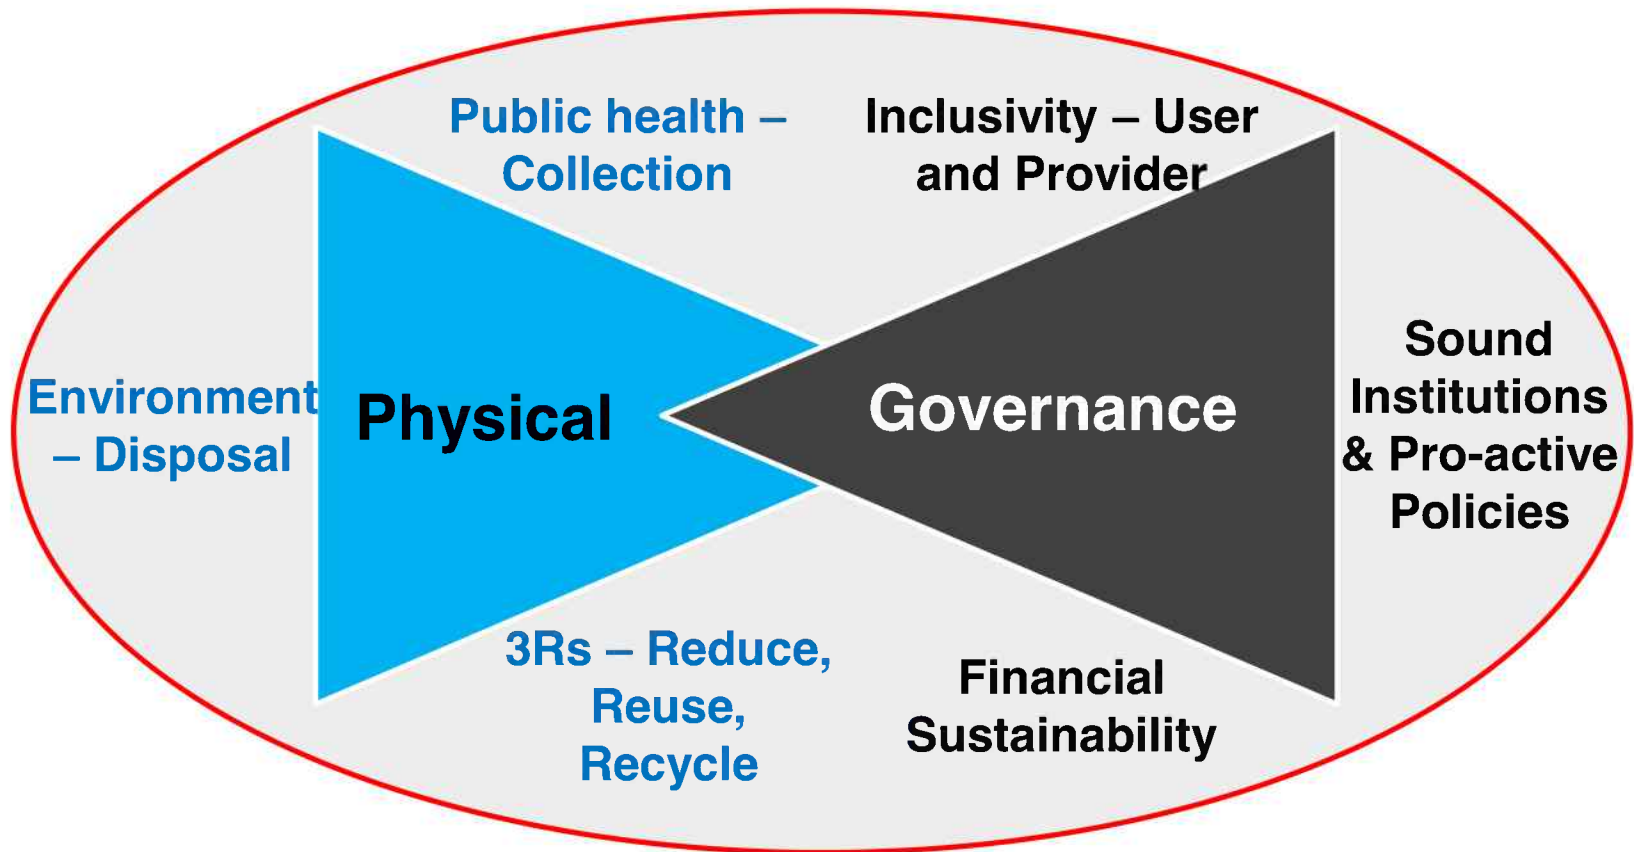 Public health –
Collection
Inclusivity – User
and Provider
Environment
– Disposal
Physical
Governance
Sound
Institutions
& Pro-active
Policies
3Rs – Reduce,
Reuse,
Recycle
Financial
Sustainability